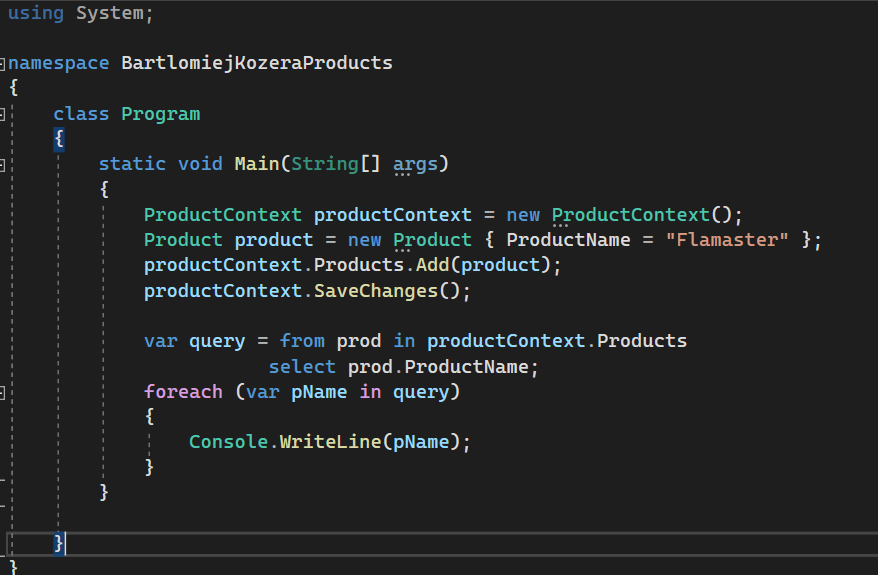 using System;
namespace BartlomiejKozeraProducts
{
class Program
{
static void Main(String[] args)
{
ProductContext productContext = new ProductContext();
Product product = new Product { ProductName = "Flamaster" };
productContext.Products.Add(product);
productContext.SaveChanges();
var query = from prod in productContext.Products
select prod.ProductName;
foreach (var pName in query)
{
Console.WriteLine(pName);
}
}
}
}